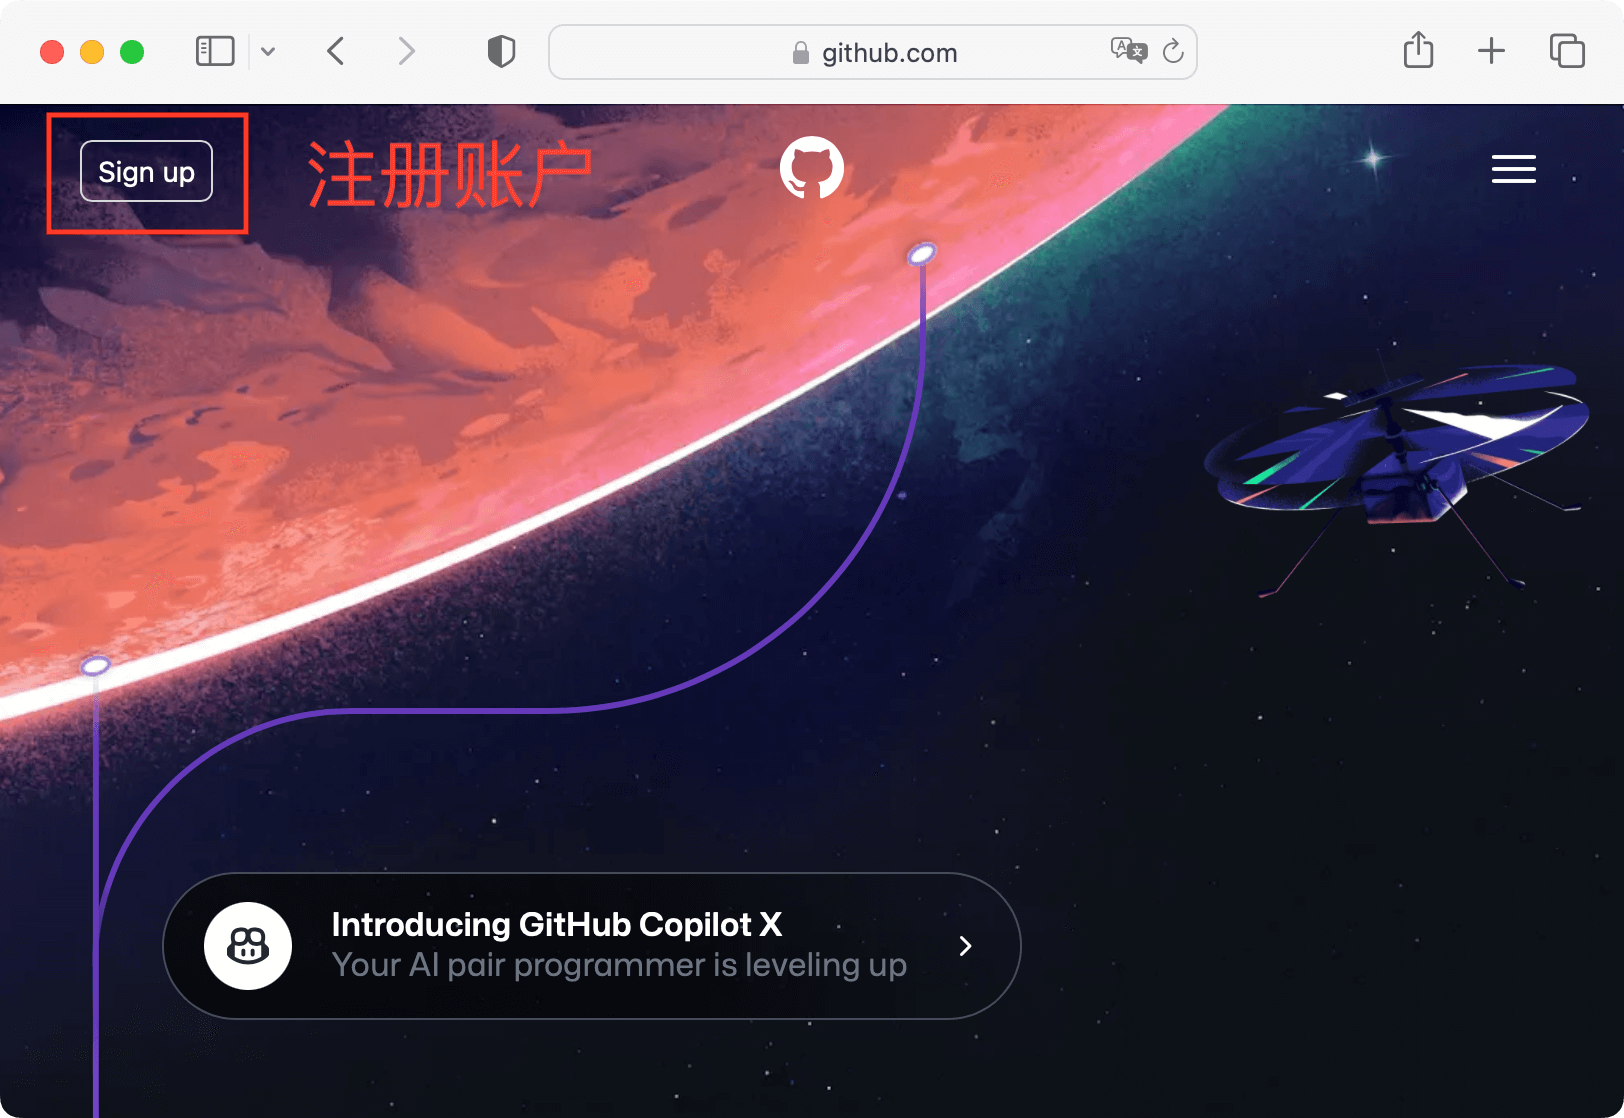 github.com
Sign up
注册账户
Introducing GitHub Copilot X
Your AI pair programmer is leveling up